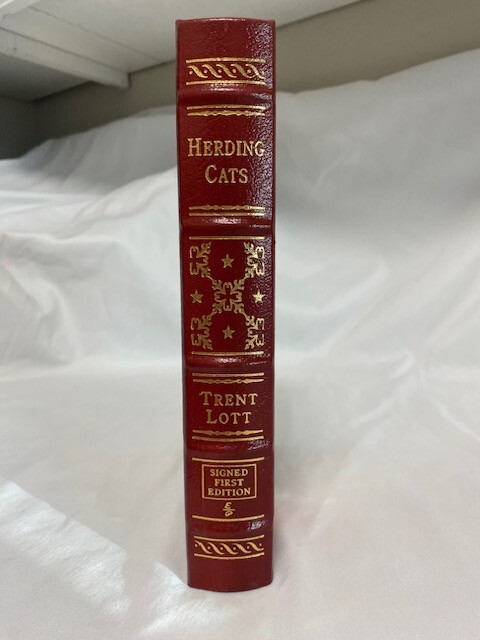 HERDING
CATS
TRENT
LOTT
SIGNED
FIRST
EDITION